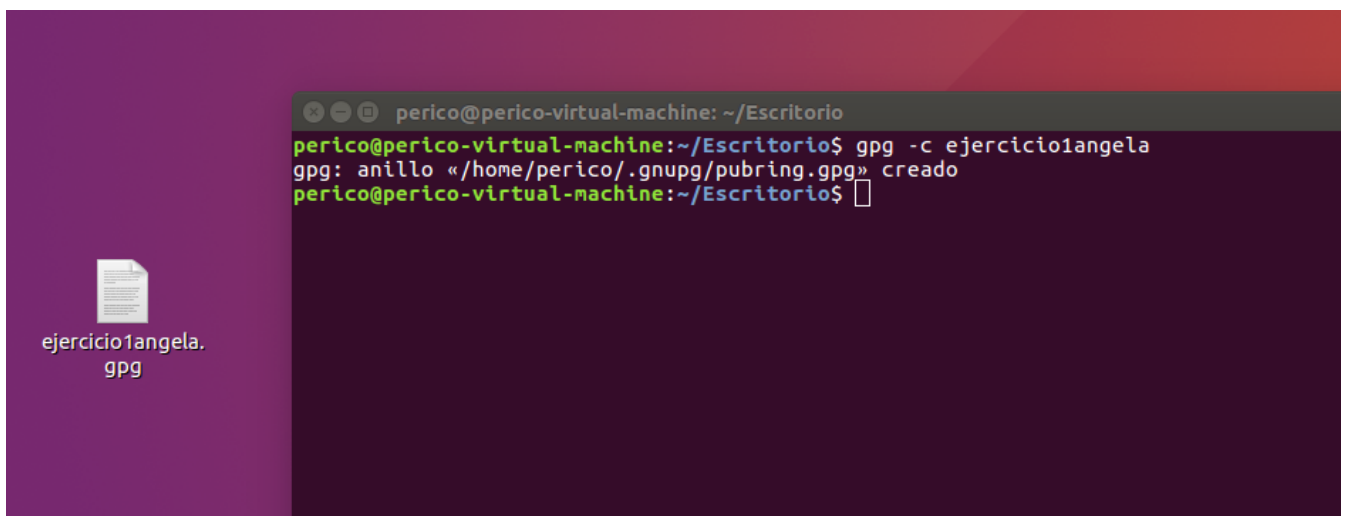 perico@perico-virtual-machine: ~/Escritorio
perico@perico-virtual-machine:~/Escritorio$ gpg -c ejercicio1angela
gpg: anillo «/home/perico/.gnupg/pubring.gpg» creado
perico@perico-virtual-machine:~/Escritorio$
ejercicio1angela.
gpg